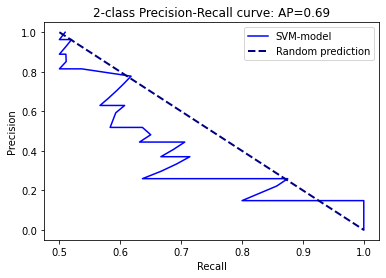 2-class Precision-Recall curve: AP=0.69
SVM-model
Random prediction
1.0
0.8
0.6
0.4
0.2
0.0
Precision
0.5 0.6 0.7 0.8 0.9 1.0
Recall